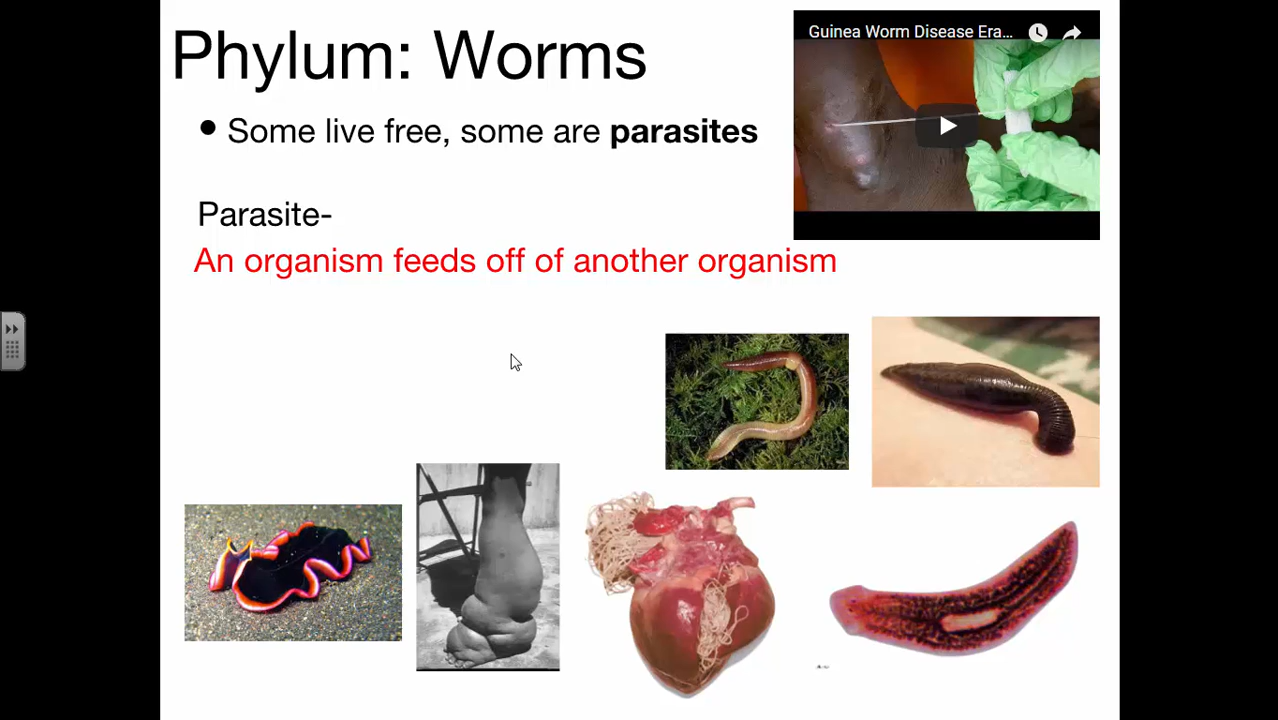 Phylum: Worms
Guinea Worm Disease Era...
• Some live free, some are parasites
Parasite-
An organism feeds off of another organism